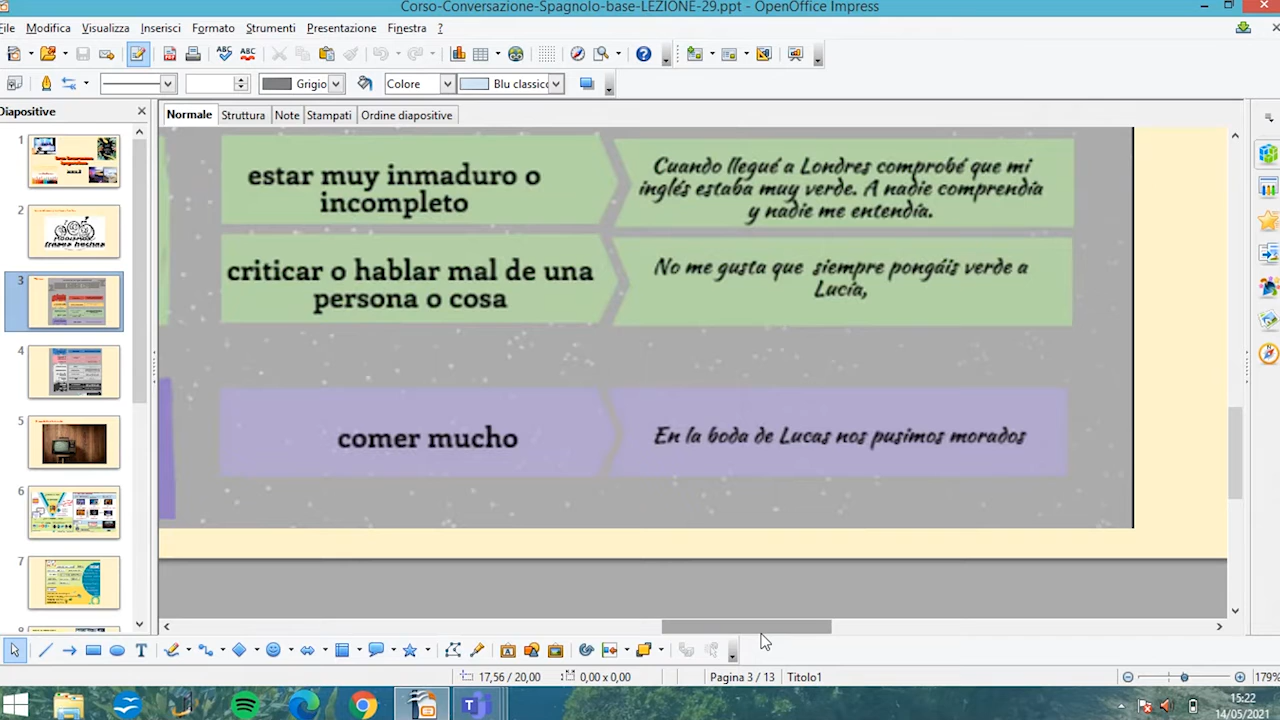 Corso-Conversazione-Spagnolo-base-LEZIONE-29.ppt - OpenOffice Impress
File Modifica Visualizza Inserisci Formato Strumenti Presentazione Finestra ?
Grigio Colore Blu classico
Diapositive
Normale Struttura Note Stampati Ordine diapositive
estar muy inmaduro o
incompleto
Cuando llegué a Londres comprobé que mi
inglés estaba muy verde. A nadie comprendía
y nadie me entendía.
criticar o hablar mal de una
persona o cosa
No me gusta que siempre pongáis verde a
Lucía,
comer mucho
En la boda de Lucas nos pusimos morados
1
2
3
4
5
6
7
8
17,56 / 20,00 0,00 x 0,00 Pagina 3 / 13 Titolo1 179%
15:22
14/05/2021